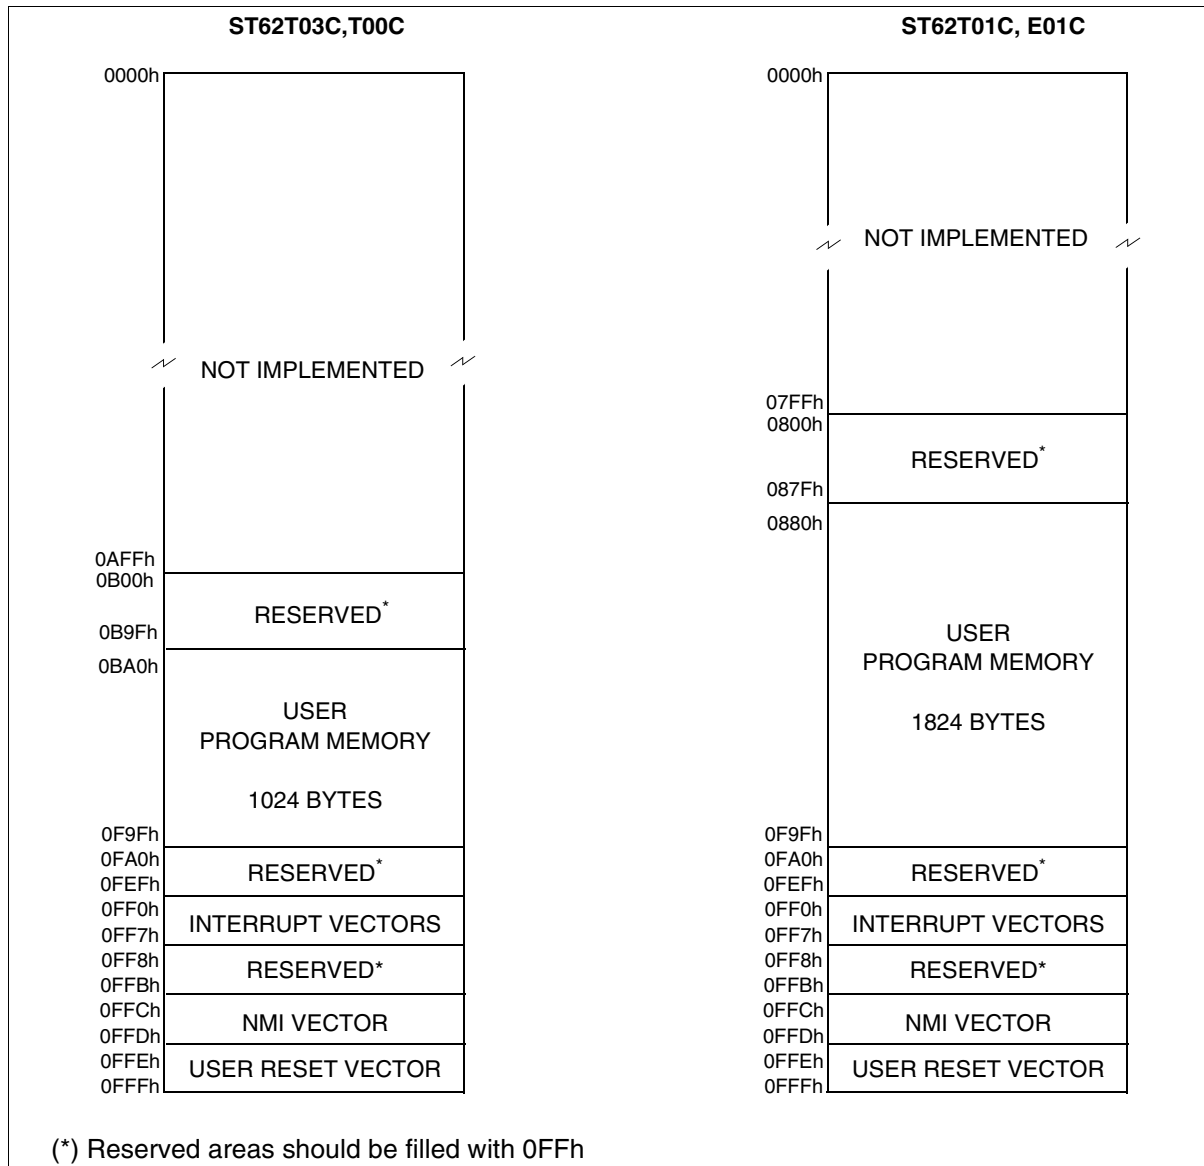 ST62T03C,T00C
0000h
NOT IMPLEMENTED
0AFFh
0B00h
RESERVED*
0B9Fh
0BA0h
USER
PROGRAM MEMORY
1024 BYTES
0F9Fh
0FA0h
RESERVED*
0FEFh
0FF0h
INTERRUPT VECTORS
0FF7h
0FF8h
RESERVED*
0FFBh
0FFCh
NMI VECTOR
0FFDh
0FFEh
USER RESET VECTOR
0FFFh
ST62T01C, E01C
0000h
NOT IMPLEMENTED
07FFh
0800h
RESERVED*
087Fh
0880h
USER
PROGRAM MEMORY
1824 BYTES
0F9Fh
0FA0h
RESERVED*
0FEFh
0FF0h
INTERRUPT VECTORS
0FF7h
0FF8h
RESERVED*
0FFBh
0FFCh
NMI VECTOR
0FFDh
0FFEh
USER RESET VECTOR
0FFFh
(*) Reserved areas should be filled with 0FFh